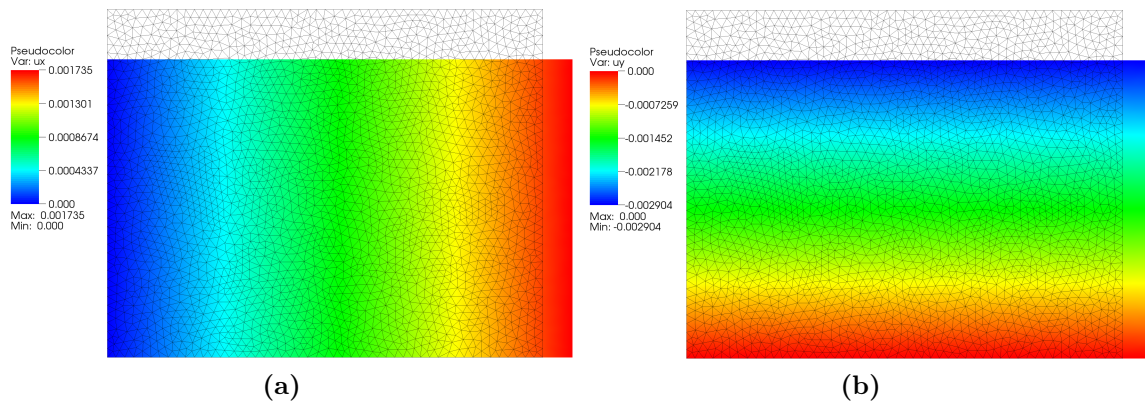 Pseudocolor
Var: ux
0.001735
0.001301
0.0008674
0.0004337
0.000
Max: 0.001735
Min: 0.000
(a)
Pseudocolor
Var: uy
0.000
-0.0007259
-0.001452
-0.002178
-0.002904
Max: 0.000
Min: -0.002904
(b)